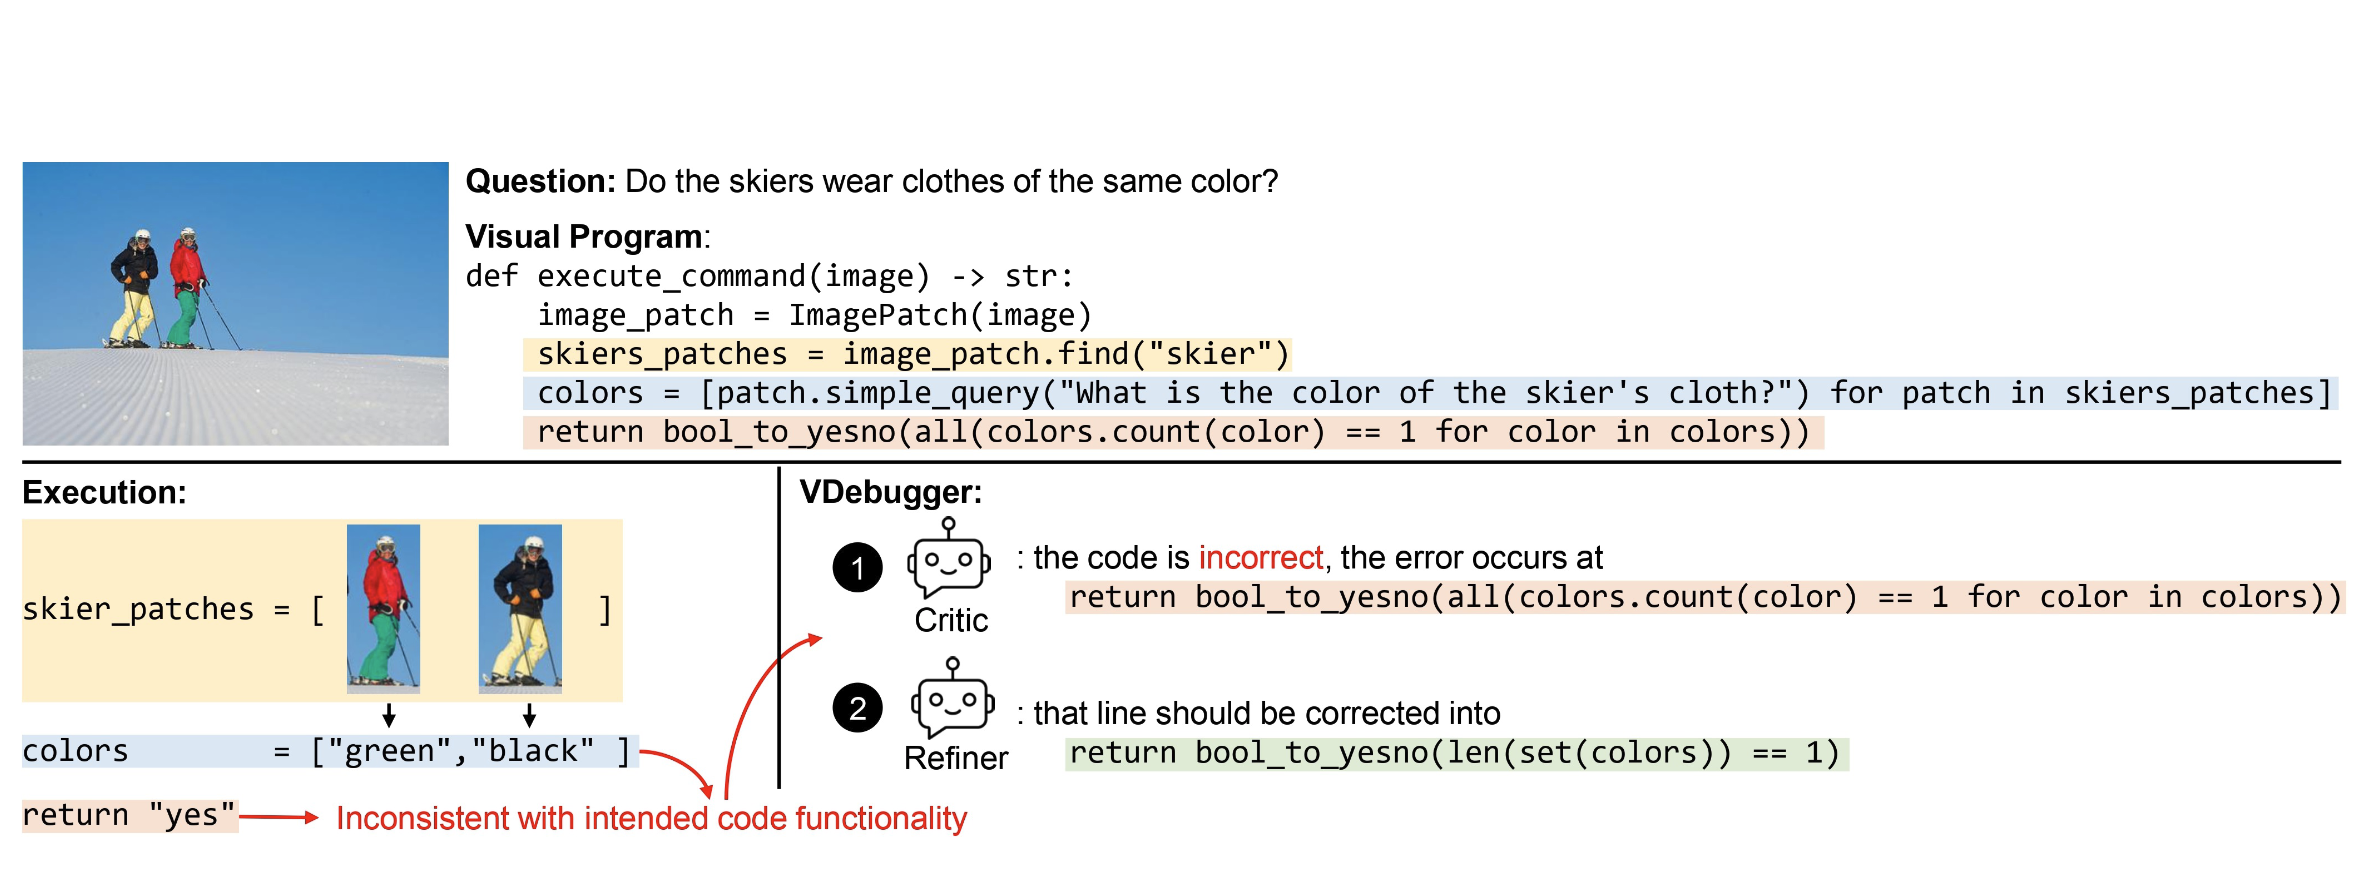 Question: Do the skiers wear clothes of the same color?
Visual Program:
def execute_command(image) -> str:
    image_patch = ImagePatch(image)
    skiers_patches = image_patch.find("skier")
    colors = [patch.simple_query("What is the color of the skier's cloth?") for patch in skiers_patches]
    return bool_to_yesno(all(colors.count(color) == 1 for color in colors))
Execution:
skier_patches = [ ]
colors = ["green","black" ]
return "yes"
Inconsistent with intended code functionality
VDebugger:
1
Critic
: the code is incorrect, the error occurs at
return bool_to_yesno(all(colors.count(color) == 1 for color in colors))
2
Refiner
: that line should be corrected into
return bool_to_yesno(len(set(colors)) == 1)